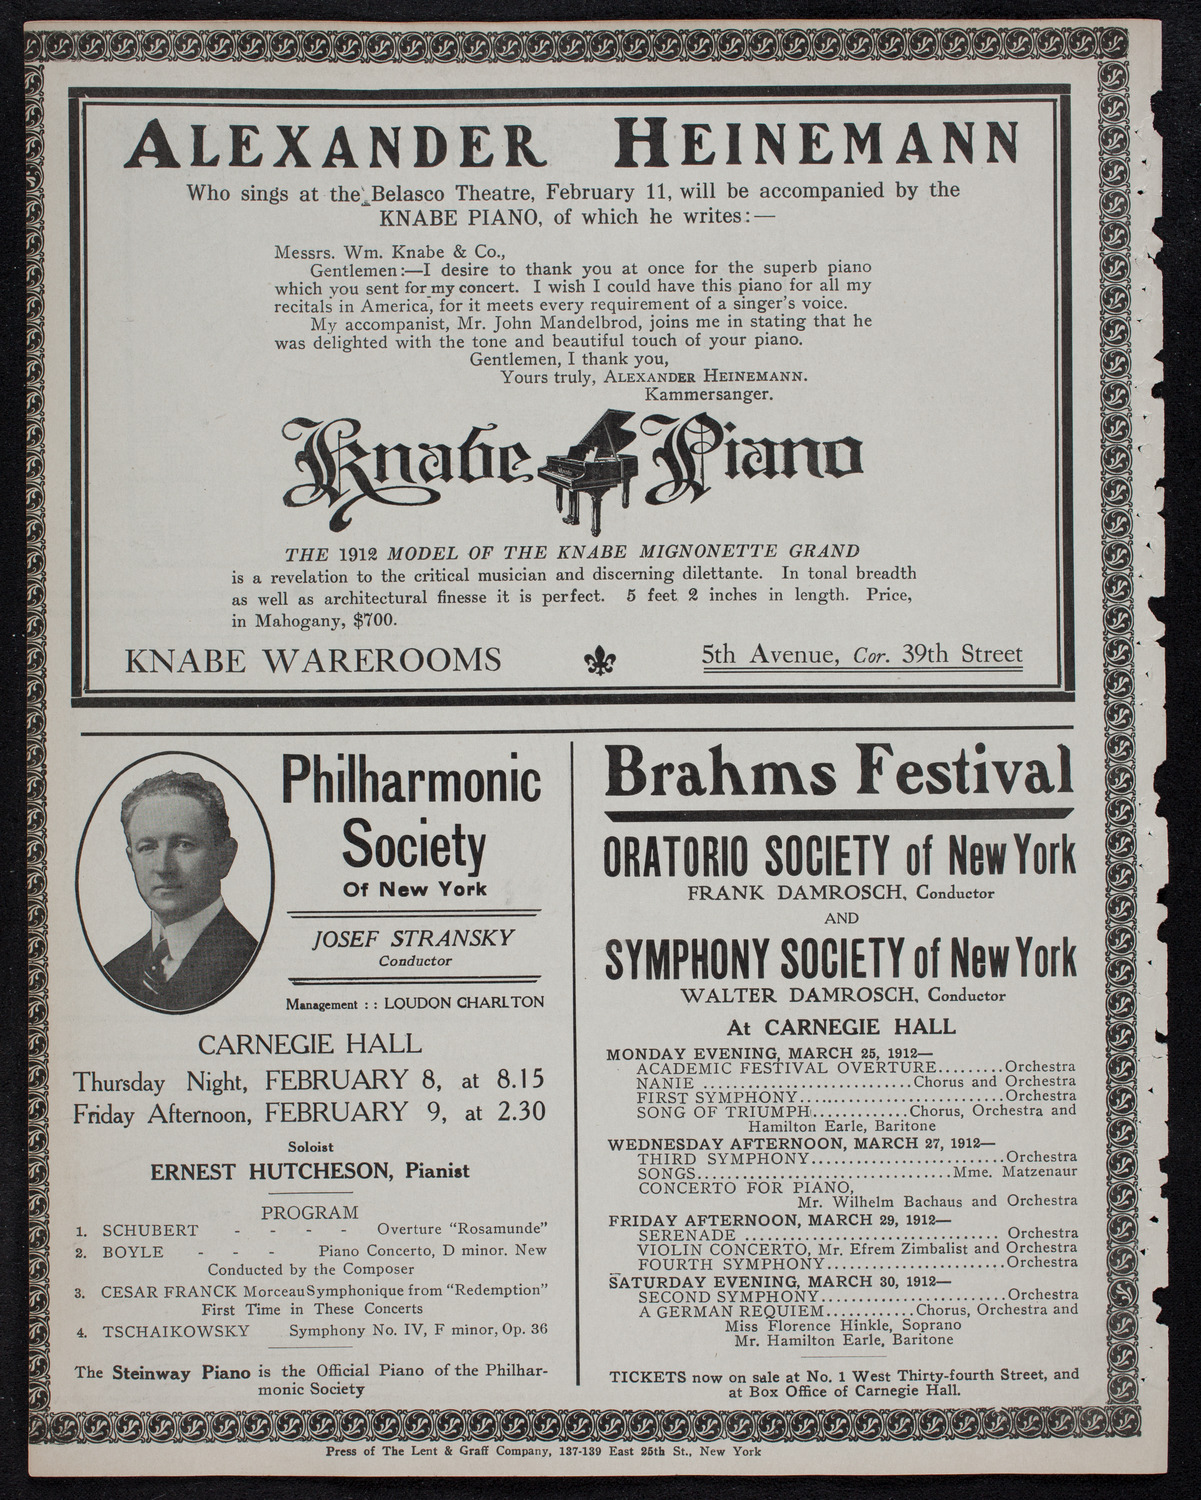 ALEXANDER HEINEMANN
Who sings at the Belasco Theatre, February 11, will be accompanied by the
KNABE PIANO, of which he writes:—
Messrs. Wm. Knabe & Co.,
Gentlemen:—I desire to thank you at once for the superb piano
which you sent for my concert. I wish I could have this piano for all my
recitals in America, for it meets every requirement of a singer's voice.
My accompanist, Mr. John Mandelbrod, joins me in stating that he
was delighted with the tone and beautiful touch of your piano.
Gentlemen, I thank you,
Yours truly, ALEXANDER HEINEMANN.
Kammersanger.
Knabe Piano
THE 1912 MODEL OF THE KNABE MIGNONETTE GRAND
is a revelation to the critical musician and discerning dilettante. In tonal breadth
as well as architectural finesse it is perfect. 5 feet 2 inches in length. Price,
in Mahogany, $700.
KNABE WAREROOMS 5th Avenue, Cor. 39th Street
Philharmonic
Society
Of New York
JOSEF STRANSKY
Conductor
Management :: LOUDON CHARLTON
CARNEGIE HALL
Thursday Night, FEBRUARY 8, at 8.15
Friday Afternoon, FEBRUARY 9, at 2.30
Soloist
ERNEST HUTCHESON, Pianist
PROGRAM
1. SCHUBERT - - - - Overture "Rosamunde"
2. BOYLE - - - Piano Concerto, D minor. New
Conducted by the Composer
3. CESAR FRANCK Morceau Symphonique from "Redemption"
First Time in These Concerts
4. TSCHAIKOWSKY Symphony No. IV, F minor, Op. 36
The Steinway Piano is the Official Piano of the Philhar-
monic Society
Brahms Festival
ORATORIO SOCIETY of New York
FRANK DAMROSCH, Conductor
AND
SYMPHONY SOCIETY of New York
WALTER DAMROSCH, Conductor
At CARNEGIE HALL
MONDAY EVENING, MARCH 25, 1912—
ACADEMIC FESTIVAL OVERTURE.........Orchestra
NANIE ............................Chorus and Orchestra
FIRST SYMPHONY...........................Orchestra
SONG OF TRIUMPH.............Chorus, Orchestra and
Hamilton Earle, Baritone
WEDNESDAY AFTERNOON, MARCH 27, 1912—
THIRD SYMPHONY..........................Orchestra
SONGS..................................Mme. Matzenaur
CONCERTO FOR PIANO,
Mr. Wilhelm Bachaus and Orchestra
FRIDAY AFTERNOON, MARCH 29, 1912—
SERENADE .................................. Orchestra
VIOLIN CONCERTO, Mr. Efrem Zimbalist and Orchestra
FOURTH SYMPHONY........................Orchestra
SATURDAY EVENING, MARCH 30, 1912—
SECOND SYMPHONY.........................Orchestra
A GERMAN REQUIEM............Chorus, Orchestra and
Miss Florence Hinkle, Soprano
Mr. Hamilton Earle, Baritone
TICKETS now on sale at No. 1 West Thirty-fourth Street, and
at Box Office of Carnegie Hall.
Press of The Lent & Graff Company, 137-139 East 25th St., New York